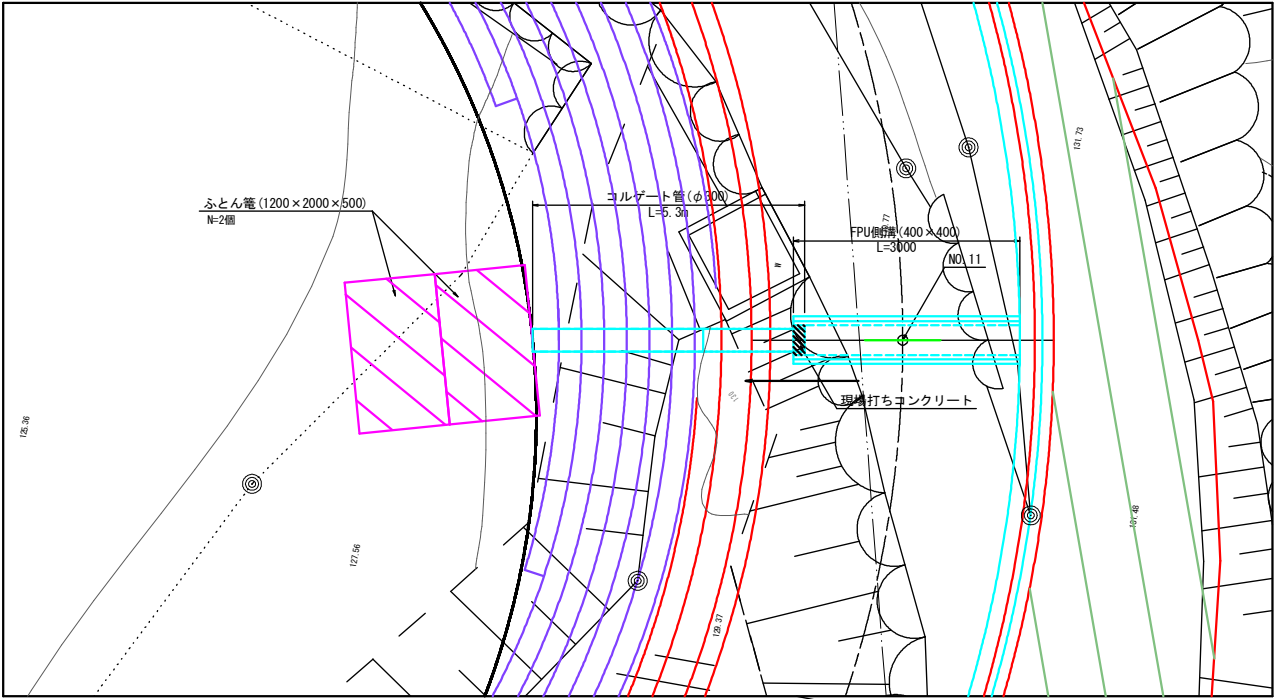 131.73
コルゲート管(φ300)
L=5.3m
ふとん篭(1200×2000×500)
N=2個
FPU側溝(400×400)
L=3000
NO.11
現場打ちコンクリート
125.36
127.56
131.48
129.37